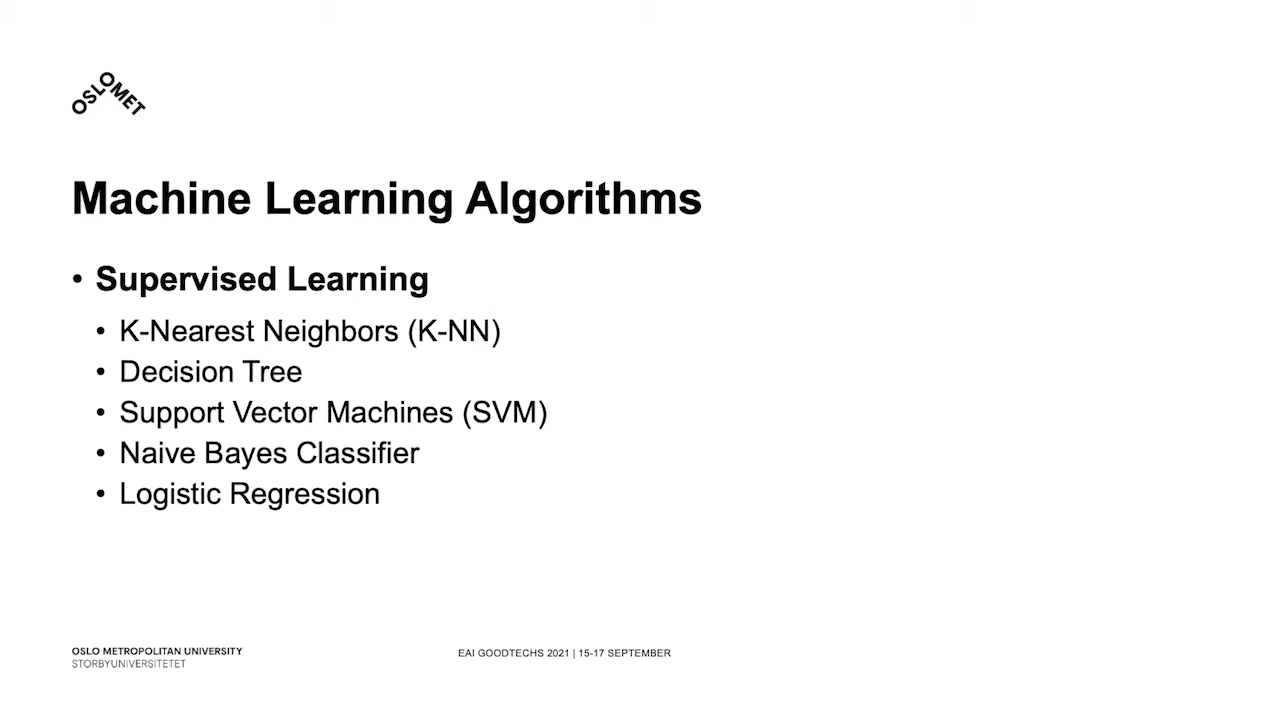 OSLOMET
Machine Learning Algorithms
• Supervised Learning
• K-Nearest Neighbors (K-NN)
• Decision Tree
• Support Vector Machines (SVM)
• Naive Bayes Classifier
• Logistic Regression
OSLO METROPOLITAN UNIVERSITY
STORBYUNIVERSITETET
EAI GOODTECHS 2021 | 15-17 SEPTEMBER